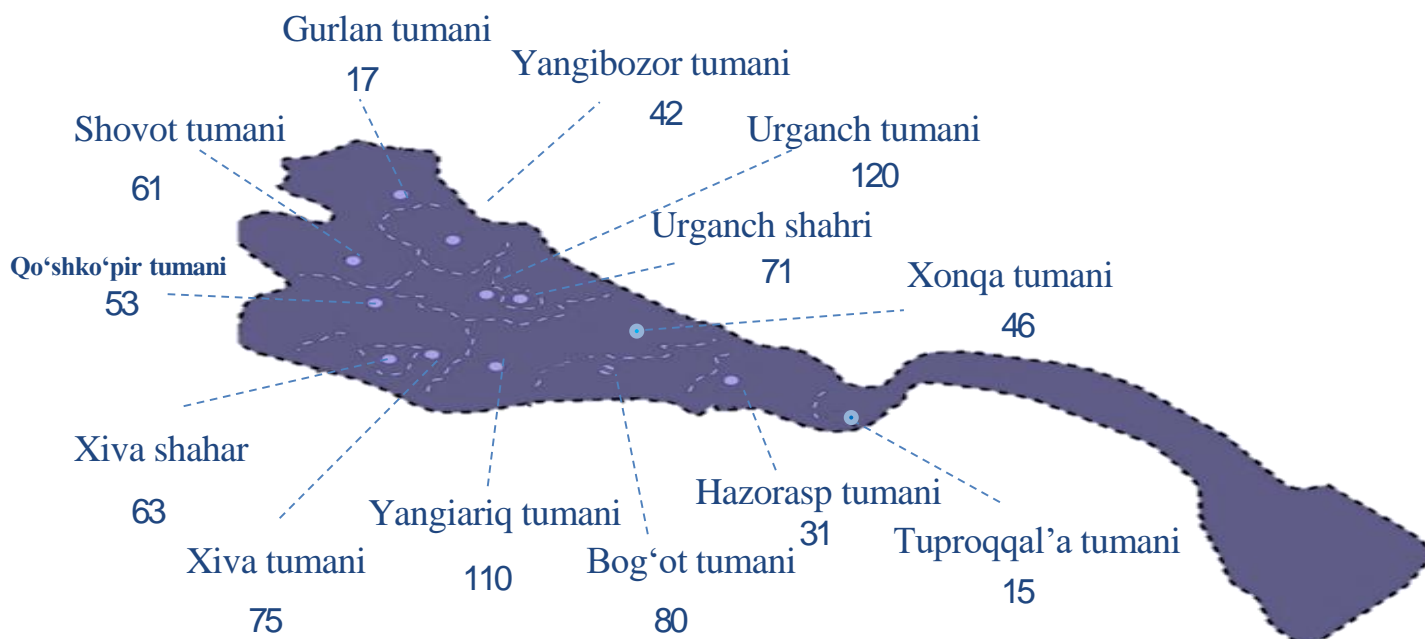 Gurlan tumani
17
Yangibozor tumani
42
Shovot tumani
61
Urganch tumani
120
Urganch shahri
71
Qo‘shko‘pir tumani
53
Xonqa tumani
46
Xiva shahar
63
Xiva tumani
75
Yangiariq tumani
110
Bog‘ot tumani
80
Hazorasp tumani
31
Tuproqqal’a tumani
15